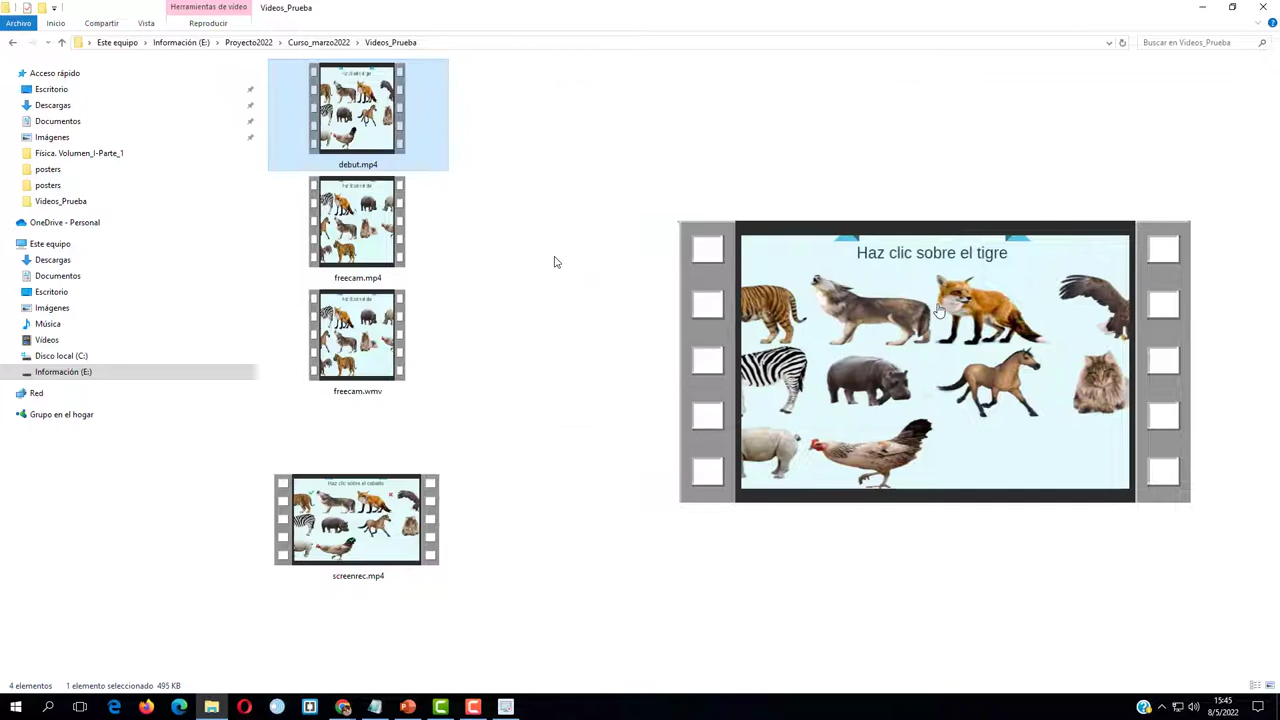 Herramientas de vídeo
Videos_Prueba
Archivo
Inicio
Compartir
Vista
Reproducir
Este equipo > Información (E:) > Proyecto2022 > Curso_marzo2022 > Videos_Prueba
Buscar en Videos_Prueba
Acceso rápido
Escritorio
Descargas
Documentos
Imágenes
Física. Volumen_I-Parte_1
posters
posters
Videos_Prueba
OneDrive - Personal
Este equipo
Descargas
Documentos
Escritorio
Imágenes
Música
Vídeos
Disco local (C:)
Información (E:)
Red
Grupo en el hogar
debut.mp4
freecam.mp4
freecam.wmv
Haz clic sobre el caballo
screenrec.mp4
Haz clic sobre el tigre
4 elementos
1 elemento seleccionado 495 KB
15:45
8/5/2022